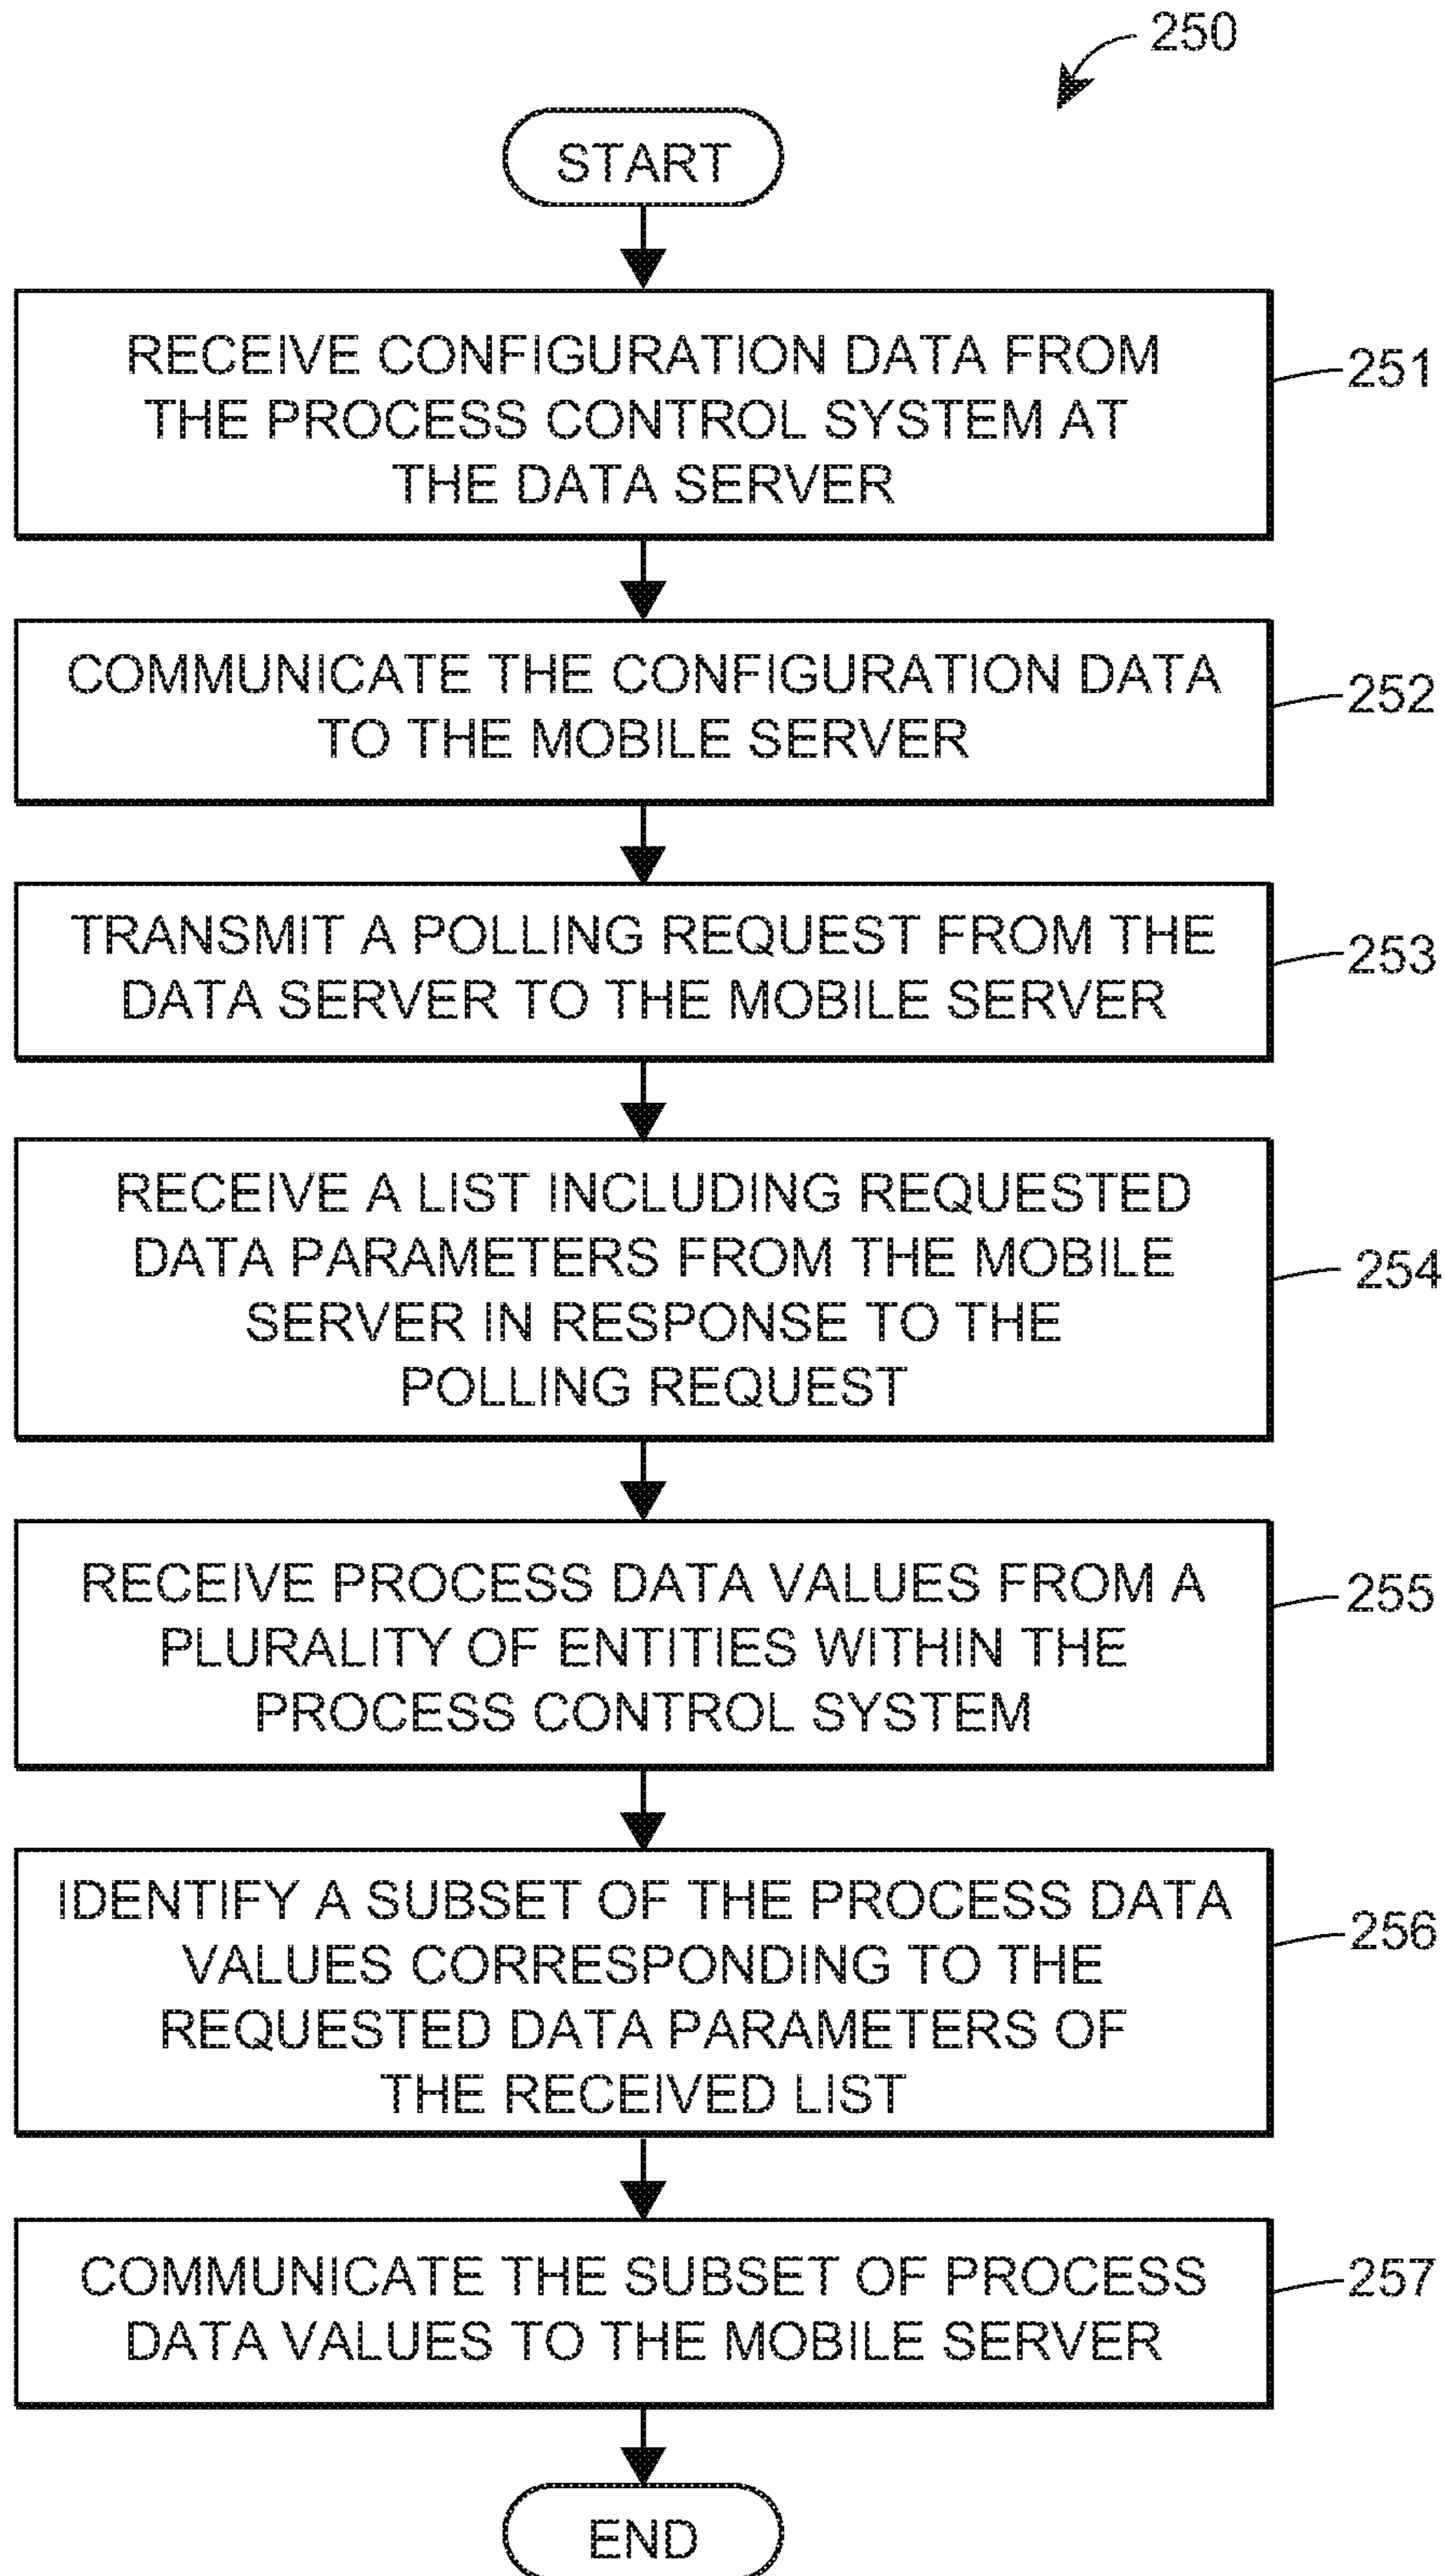 250
START
RECEIVE CONFIGURATION DATA FROM
THE PROCESS CONTROL SYSTEM AT
THE DATA SERVER
251
COMMUNICATE THE CONFIGURATION DATA
TO THE MOBILE SERVER
252
TRANSMIT A POLLING REQUEST FROM THE
DATA SERVER TO THE MOBILE SERVER
253
RECEIVE A LIST INCLUDING REQUESTED
DATA PARAMETERS FROM THE MOBILE
SERVER IN RESPONSE TO THE
POLLING REQUEST
254
RECEIVE PROCESS DATA VALUES FROM A
PLURALITY OF ENTITIES WITHIN THE
PROCESS CONTROL SYSTEM
255
IDENTIFY A SUBSET OF THE PROCESS DATA
VALUES CORRESPONDING TO THE
REQUESTED DATA PARAMETERS OF
THE RECEIVED LIST
256
COMMUNICATE THE SUBSET OF PROCESS
DATA VALUES TO THE MOBILE SERVER
257
END